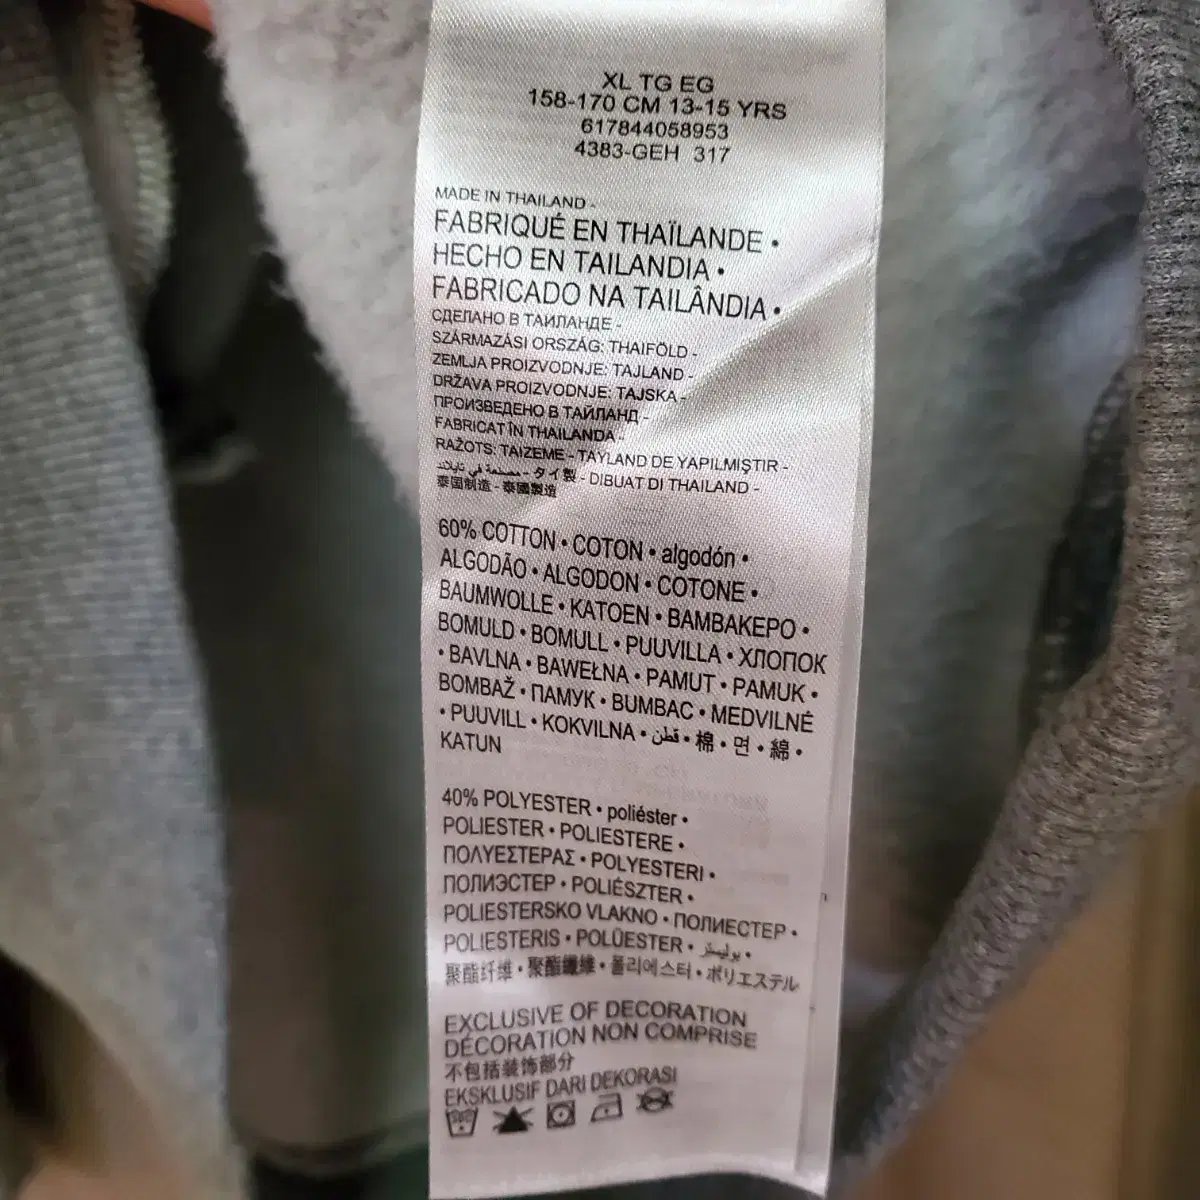 XL TG EG
158-170 CM 13-15 YRS
617844058953
4383-GEH 317
MADE IN THAILAND -
FABRIQUÉ EN THAÏLANDE •
HECHO EN TAILANDIA •
FABRICADO NA TAILÂNDIA •
СДЕЛАНО В ТАИЛАНДЕ -
SZÁRMAZÁSI ORSZÁG: THAIFÖLD -
ZEMLJA PROIZVODNJE: TAJLAND -
DRŽAVA PROIZVODNJE: TAJSKA -
ПРОИЗВЕДЕНО В ТАЙЛАНД -
FABRICAT ÎN THAILANDA -
RAŽOTS: TAIZEME - TAYLAND DE YAPILMIŞTIR -
مصنعة في تايلاند - タイ製 - DIBUAT DI THAILAND -
泰国制造 - 泰國製造
60% COTTON • COTON • algodón •
ALGODÃO • ALGODON • COTONE •
BAUMWOLLE • KATOEN • ΒΑΜΒΑΚΕΡΟ •
BOMULD • BOMULL • PUUVILLA • ХЛОПОК
• BAVLNA • BAWEŁNA • PAMUT • PAMUK •
BOMBAŽ • ПАМУК • BUMBAC • MEDVILNĖ
• PUUVILL • KOKVILNA • قطن • 棉 • 면 • 綿 •
KATUN
40% POLYESTER • poliéster •
POLIESTER • POLIESTERE •
ΠΟΛΥΕΣΤΕΡΑΣ • POLYESTERI •
ПОЛИЭСТЕР • POLIÉSZTER •
POLIESTERSKO VLAKNO • ПОЛИЕСТЕР •
POLIESTERIS • POLÜESTER • بوليستر •
聚酯纤维 • 聚酯纖維 • 폴리에스터 • ポリエステル
EXCLUSIVE OF DECORATION
DÉCORATION NON COMPRISE
不包括装饰部分
EKSKLUSIF DARI DEKORASI